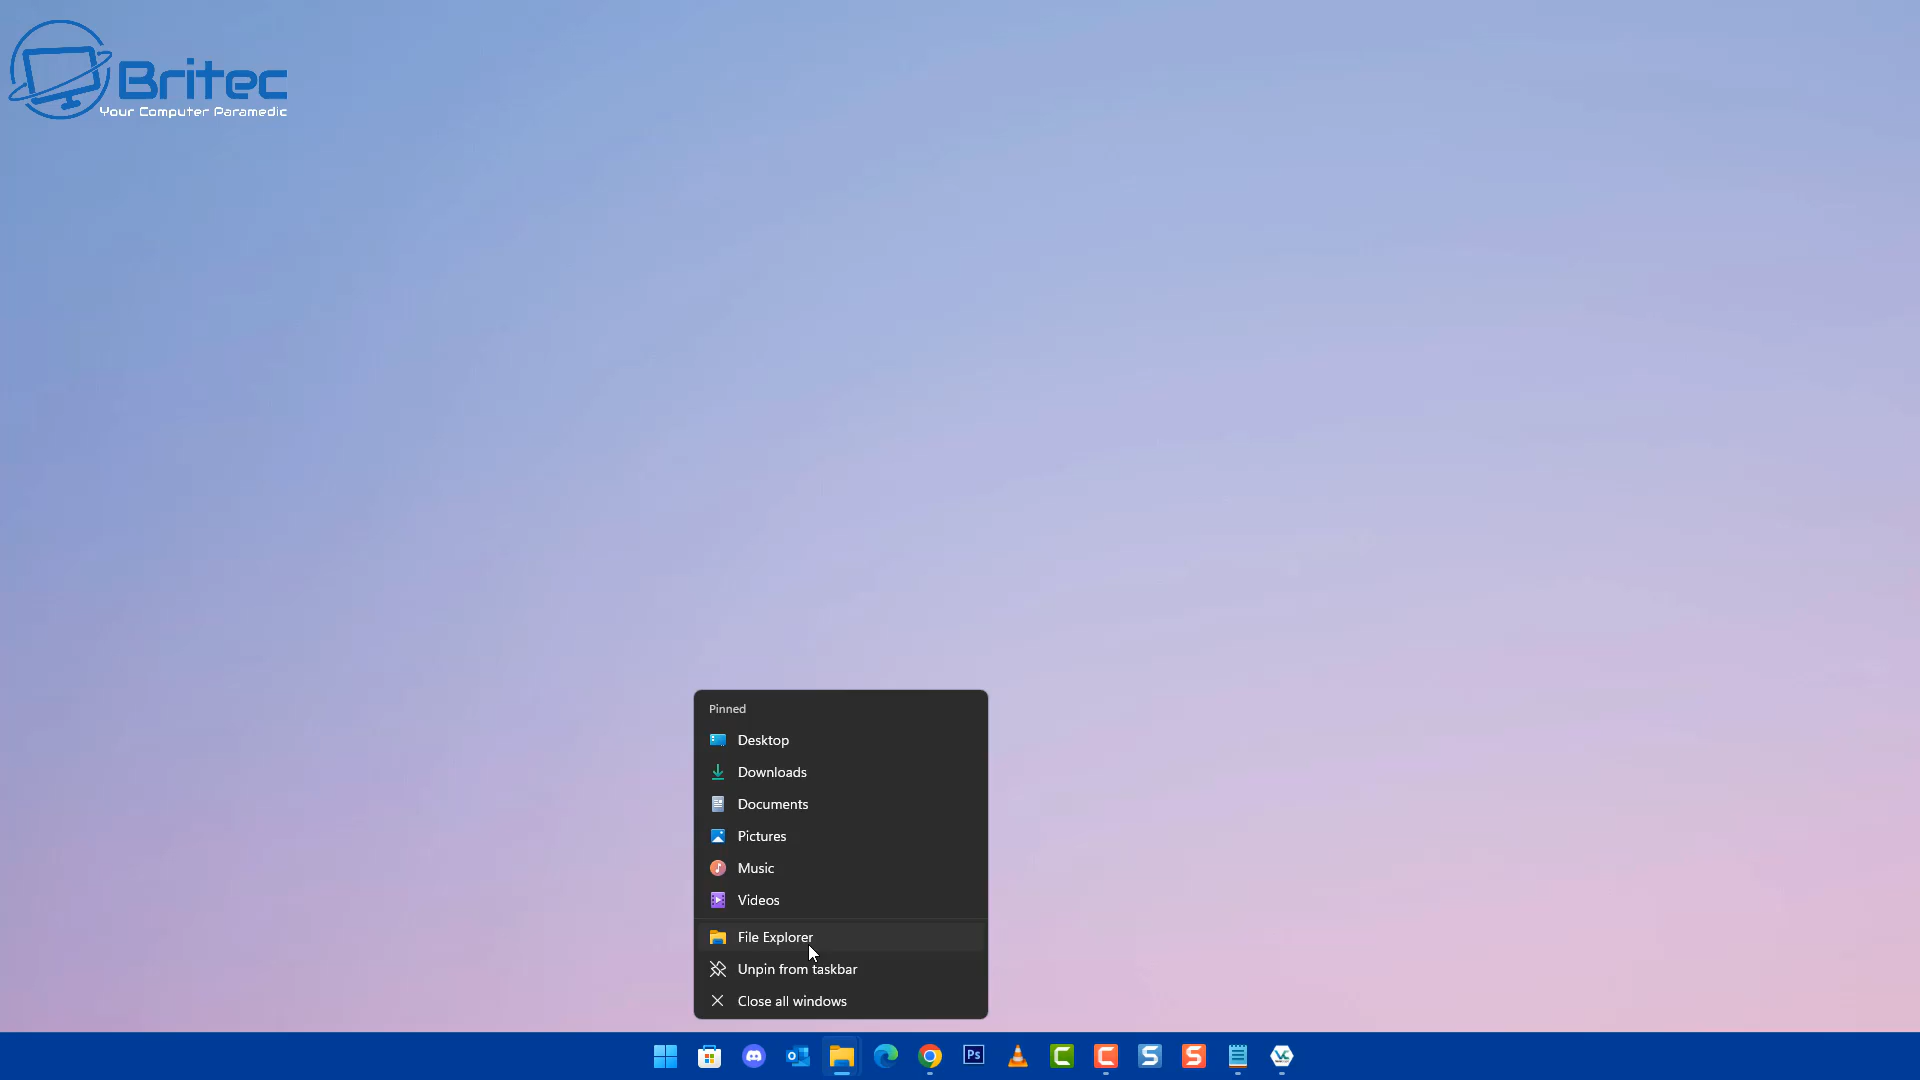 Britec
Your Computer Paramedic
Pinned
Desktop
Downloads
Documents
Pictures
Music
Videos
File Explorer
Unpin from taskbar
Close all windows
O
Ps
C
C
S
S
VC